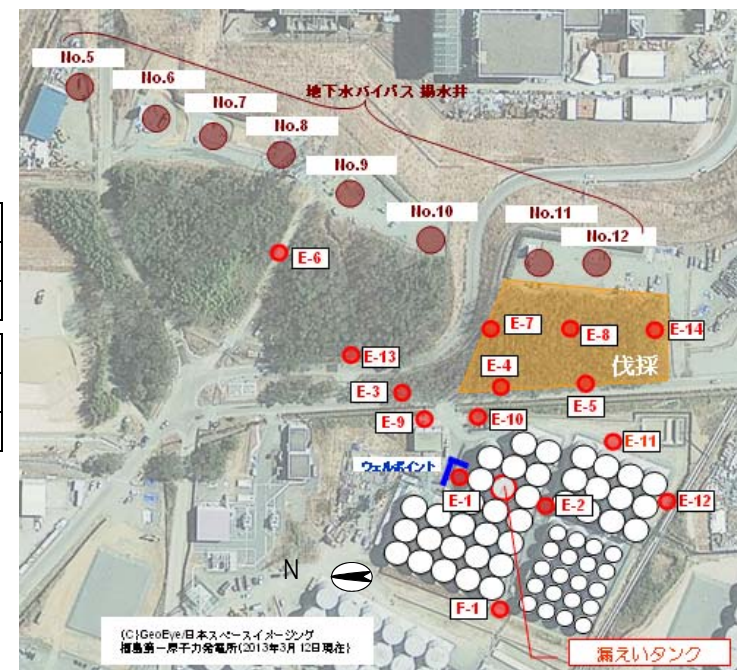 No.5
No.6
No.7
No.8
地下水バイパス 揚水井
No.9
No.10
No.11
No.12
E-6
E-7
E-8
E-14
E-13
伐採
E-4
E-3
E-5
E-9
E-10
E-11
ウェルポイント
E-1
E-2
E-12
N
F-1
(C)GeoEye/日本スペースイメージング
福島第一原子力発電所(2013年3月12日現在)
漏えいタンク